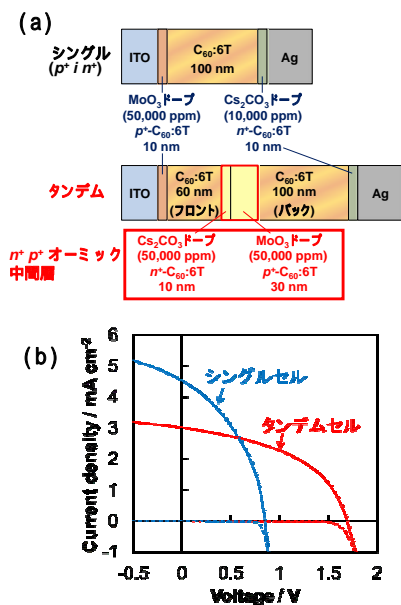 (a)
シングル
(p⁺ i n⁺)
ITO
C₆₀:6T
100 nm
Ag
MoO₃ドープ
(50,000 ppm)
p⁺-C₆₀:6T
10 nm
Cs₂CO₃ドープ
(10,000 ppm)
n⁺-C₆₀:6T
10 nm
タンデム
ITO
C₆₀:6T
60 nm
(フロント)
C₆₀:6T
100 nm
(バック)
Ag
n⁺ p⁺ オーミック
中間層
Cs₂CO₃ドープ
(50,000 ppm)
n⁺-C₆₀:6T
10 nm
MoO₃ドープ
(50,000 ppm)
p⁺-C₆₀:6T
30 nm
(b)
Current density / mA cm⁻²
6
5
4
3
2
1
0
-1
シングルセル
タンデムセル
-0.5
0
0.5
1
1.5
2
Voltage / V